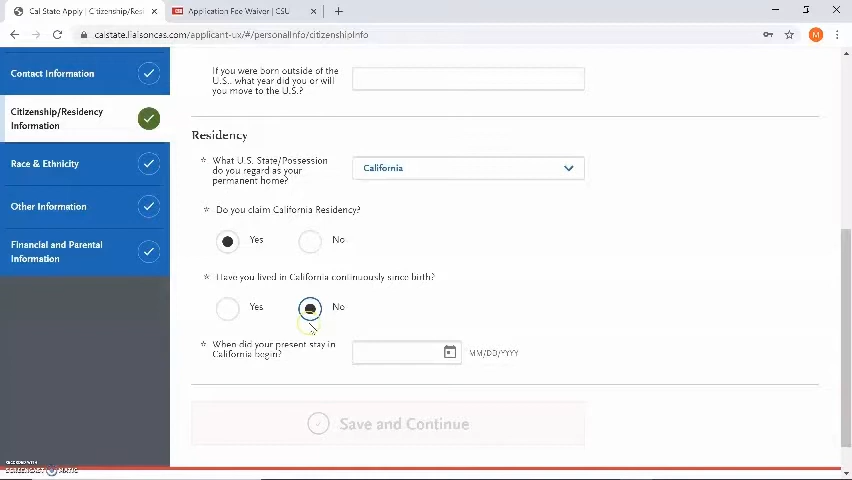 Cal State Apply | Citizenship/Resi
Application Fee Waiver | CSU
calstate.liaisoncas.com/applicant-ux/#/personalInfo/citizenshipInfo
M
Contact Information
Citizenship/Residency
Information
Race & Ethnicity
Other Information
Financial and Parental
Information
If you were born outside of the
U.S., what year did you or will
you move to the U.S.?
Residency
What U.S. State/Possession
do you regard as your
permanent home?
California
Do you claim California Residency?
Yes
No
Have you lived in California continuously since birth?
Yes
No
When did your present stay in
California begin?
MM/DD/YYYY
Save and Continue
RECORDED WITH
SCREENCAST MATIC